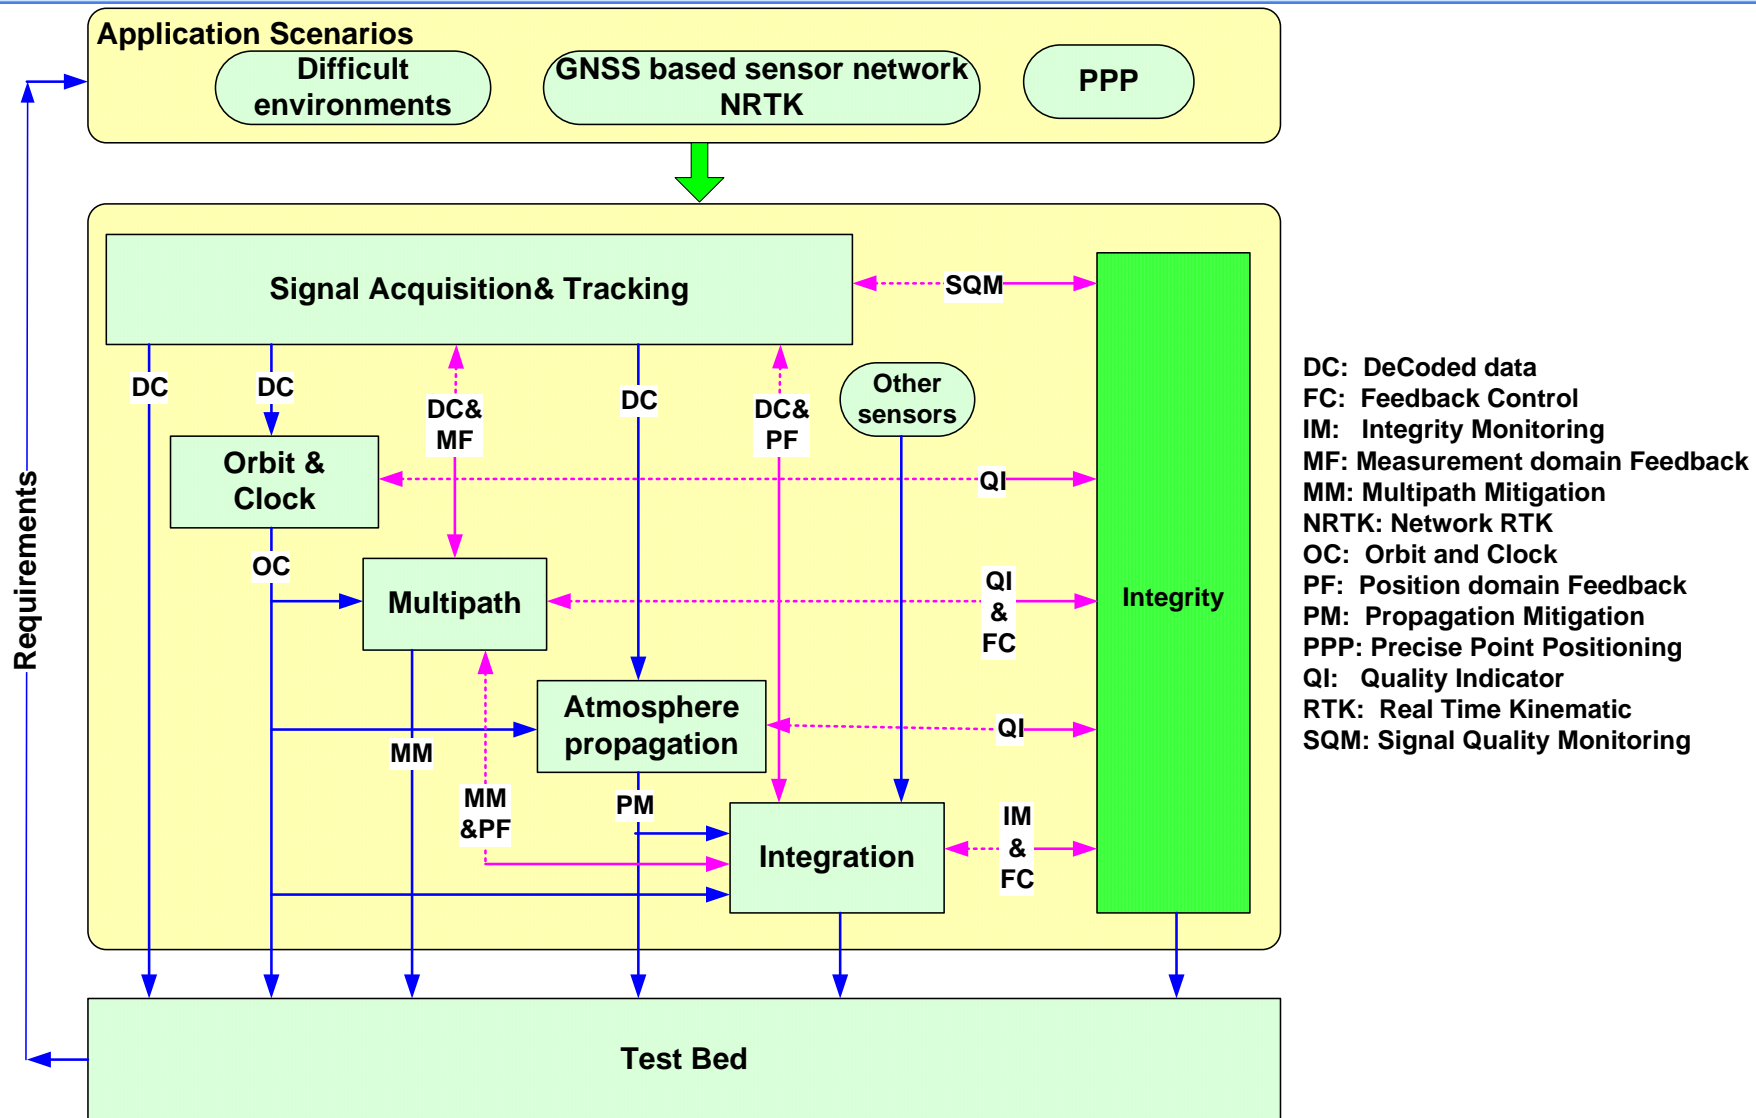 Application Scenarios
Difficult
environments
GNSS based sensor network
NRTK
PPP
Requirements
Signal Acquisition& Tracking
SQM
DC
DC
DC&
MF
DC
DC&
PF
Other
sensors
Orbit &
Clock
QI
OC
Multipath
QI
&
FC
Integrity
Atmosphere
propagation
QI
MM
MM
&PF
PM
Integration
IM
&
FC
Test Bed
DC:  DeCoded data
FC:  Feedback Control
IM:   Integrity Monitoring
MF: Measurement domain Feedback
MM: Multipath Mitigation
NRTK: Network RTK
OC:  Orbit and Clock
PF:  Position domain Feedback
PM:  Propagation Mitigation
PPP: Precise Point Positioning
QI:   Quality Indicator
RTK:  Real Time Kinematic
SQM: Signal Quality Monitoring